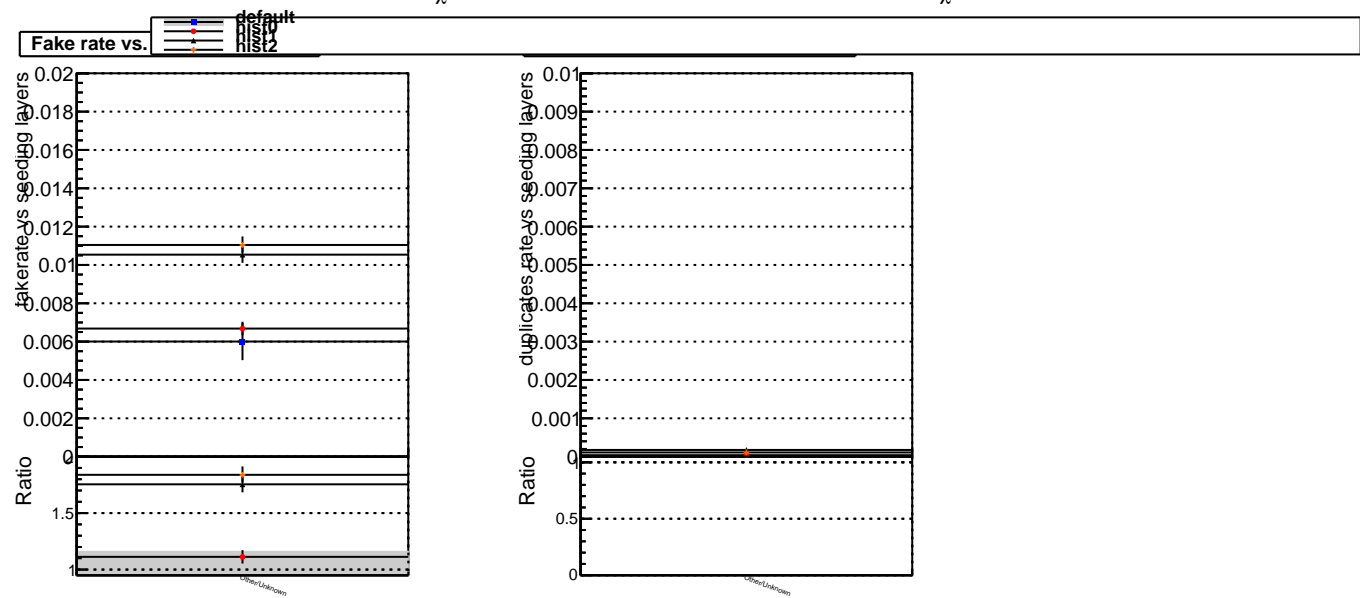 %
%
default
hist0
hist1
hist2
Fake rate vs.
fakerate vs seeding layers
0.02
0.018
0.016
0.014
0.012
0.01
0.008
0.006
0.004
0.002
0
Ratio
2
1.5
1
Other/Unknown
duplicates rate vs seeding layers
0.01
0.009
0.008
0.007
0.006
0.005
0.004
0.003
0.002
0.001
0
Ratio
1
0.5
0
Other/Unknown